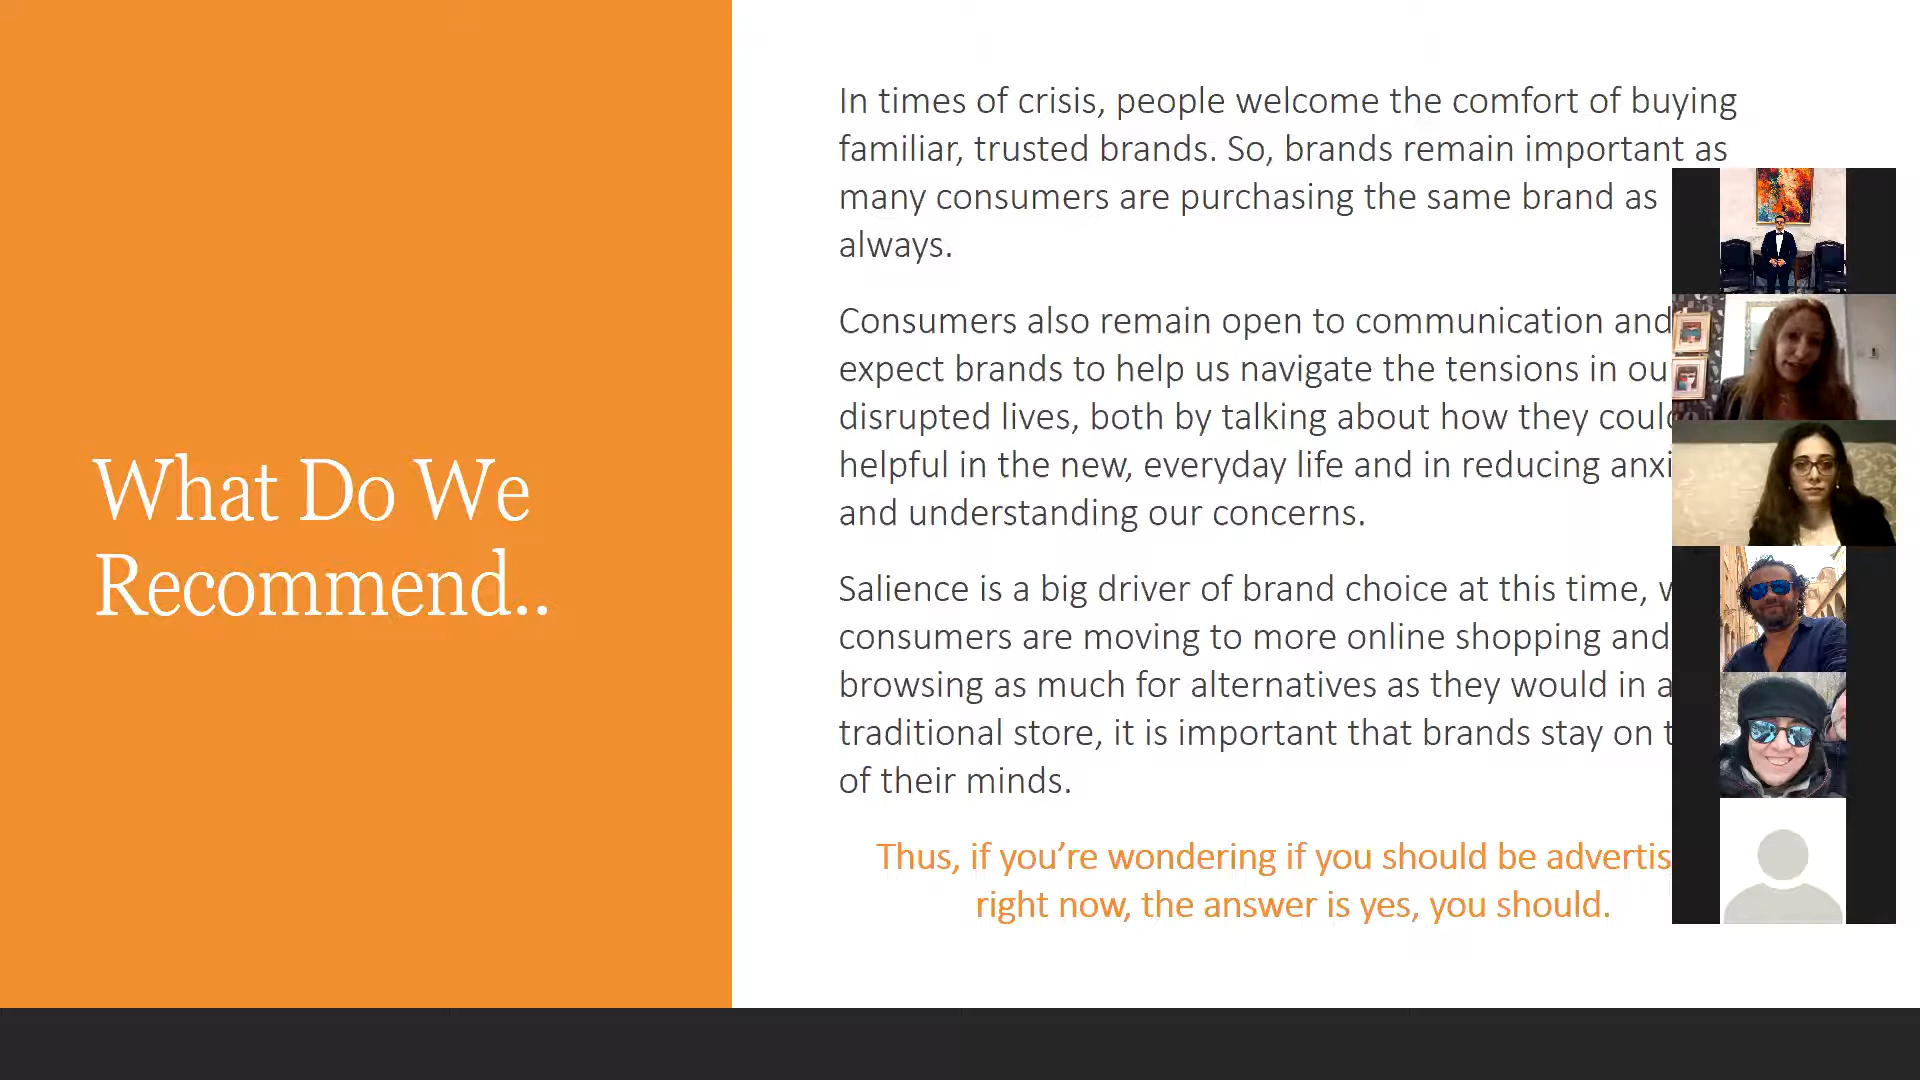 What Do We
Recommend..
In times of crisis, people welcome the comfort of buying
familiar, trusted brands. So, brands remain important as
many consumers are purchasing the same brand as
always.
Consumers also remain open to communication and
expect brands to help us navigate the tensions in ou
disrupted lives, both by talking about how they could
helpful in the new, everyday life and in reducing anxi
and understanding our concerns.
Salience is a big driver of brand choice at this time,
consumers are moving to more online shopping and
browsing as much for alternatives as they would in a
traditional store, it is important that brands stay on
of their minds.
Thus, if you’re wondering if you should be advertis
right now, the answer is yes, you should.